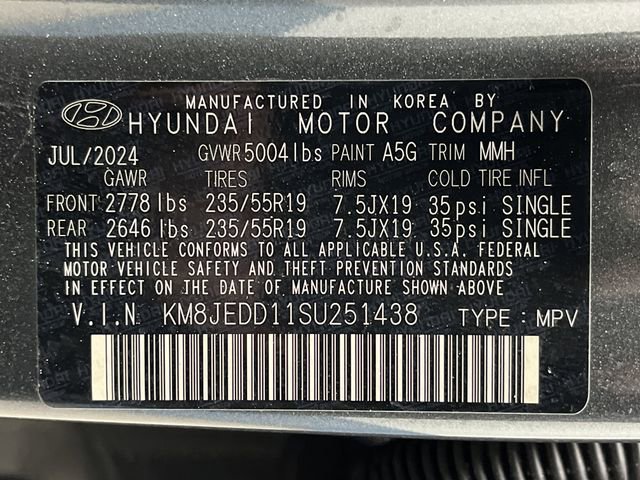 MANUFACTURED IN KOREA BY
HYUNDAI MOTOR COMPANY
JUL/2024 GVWR 5004lbs PAINT A5G TRIM MMH
GAWR TIRES RIMS COLD TIRE INFL
FRONT 2778 lbs 235/55R19 7.5JX19 35psi SINGLE
REAR 2646 lbs 235/55R19 7.5JX19 35psi SINGLE
THIS VEHICLE CONFORMS TO ALL APPLICABLE U.S.A. FEDERAL
MOTOR VEHICLE SAFETY AND THEFT PREVENTION STANDARDS
IN EFFECT ON THE DATE OF MANUFACTURE SHOWN ABOVE
V.I.N KM8JEDD11SU251438 TYPE: MPV